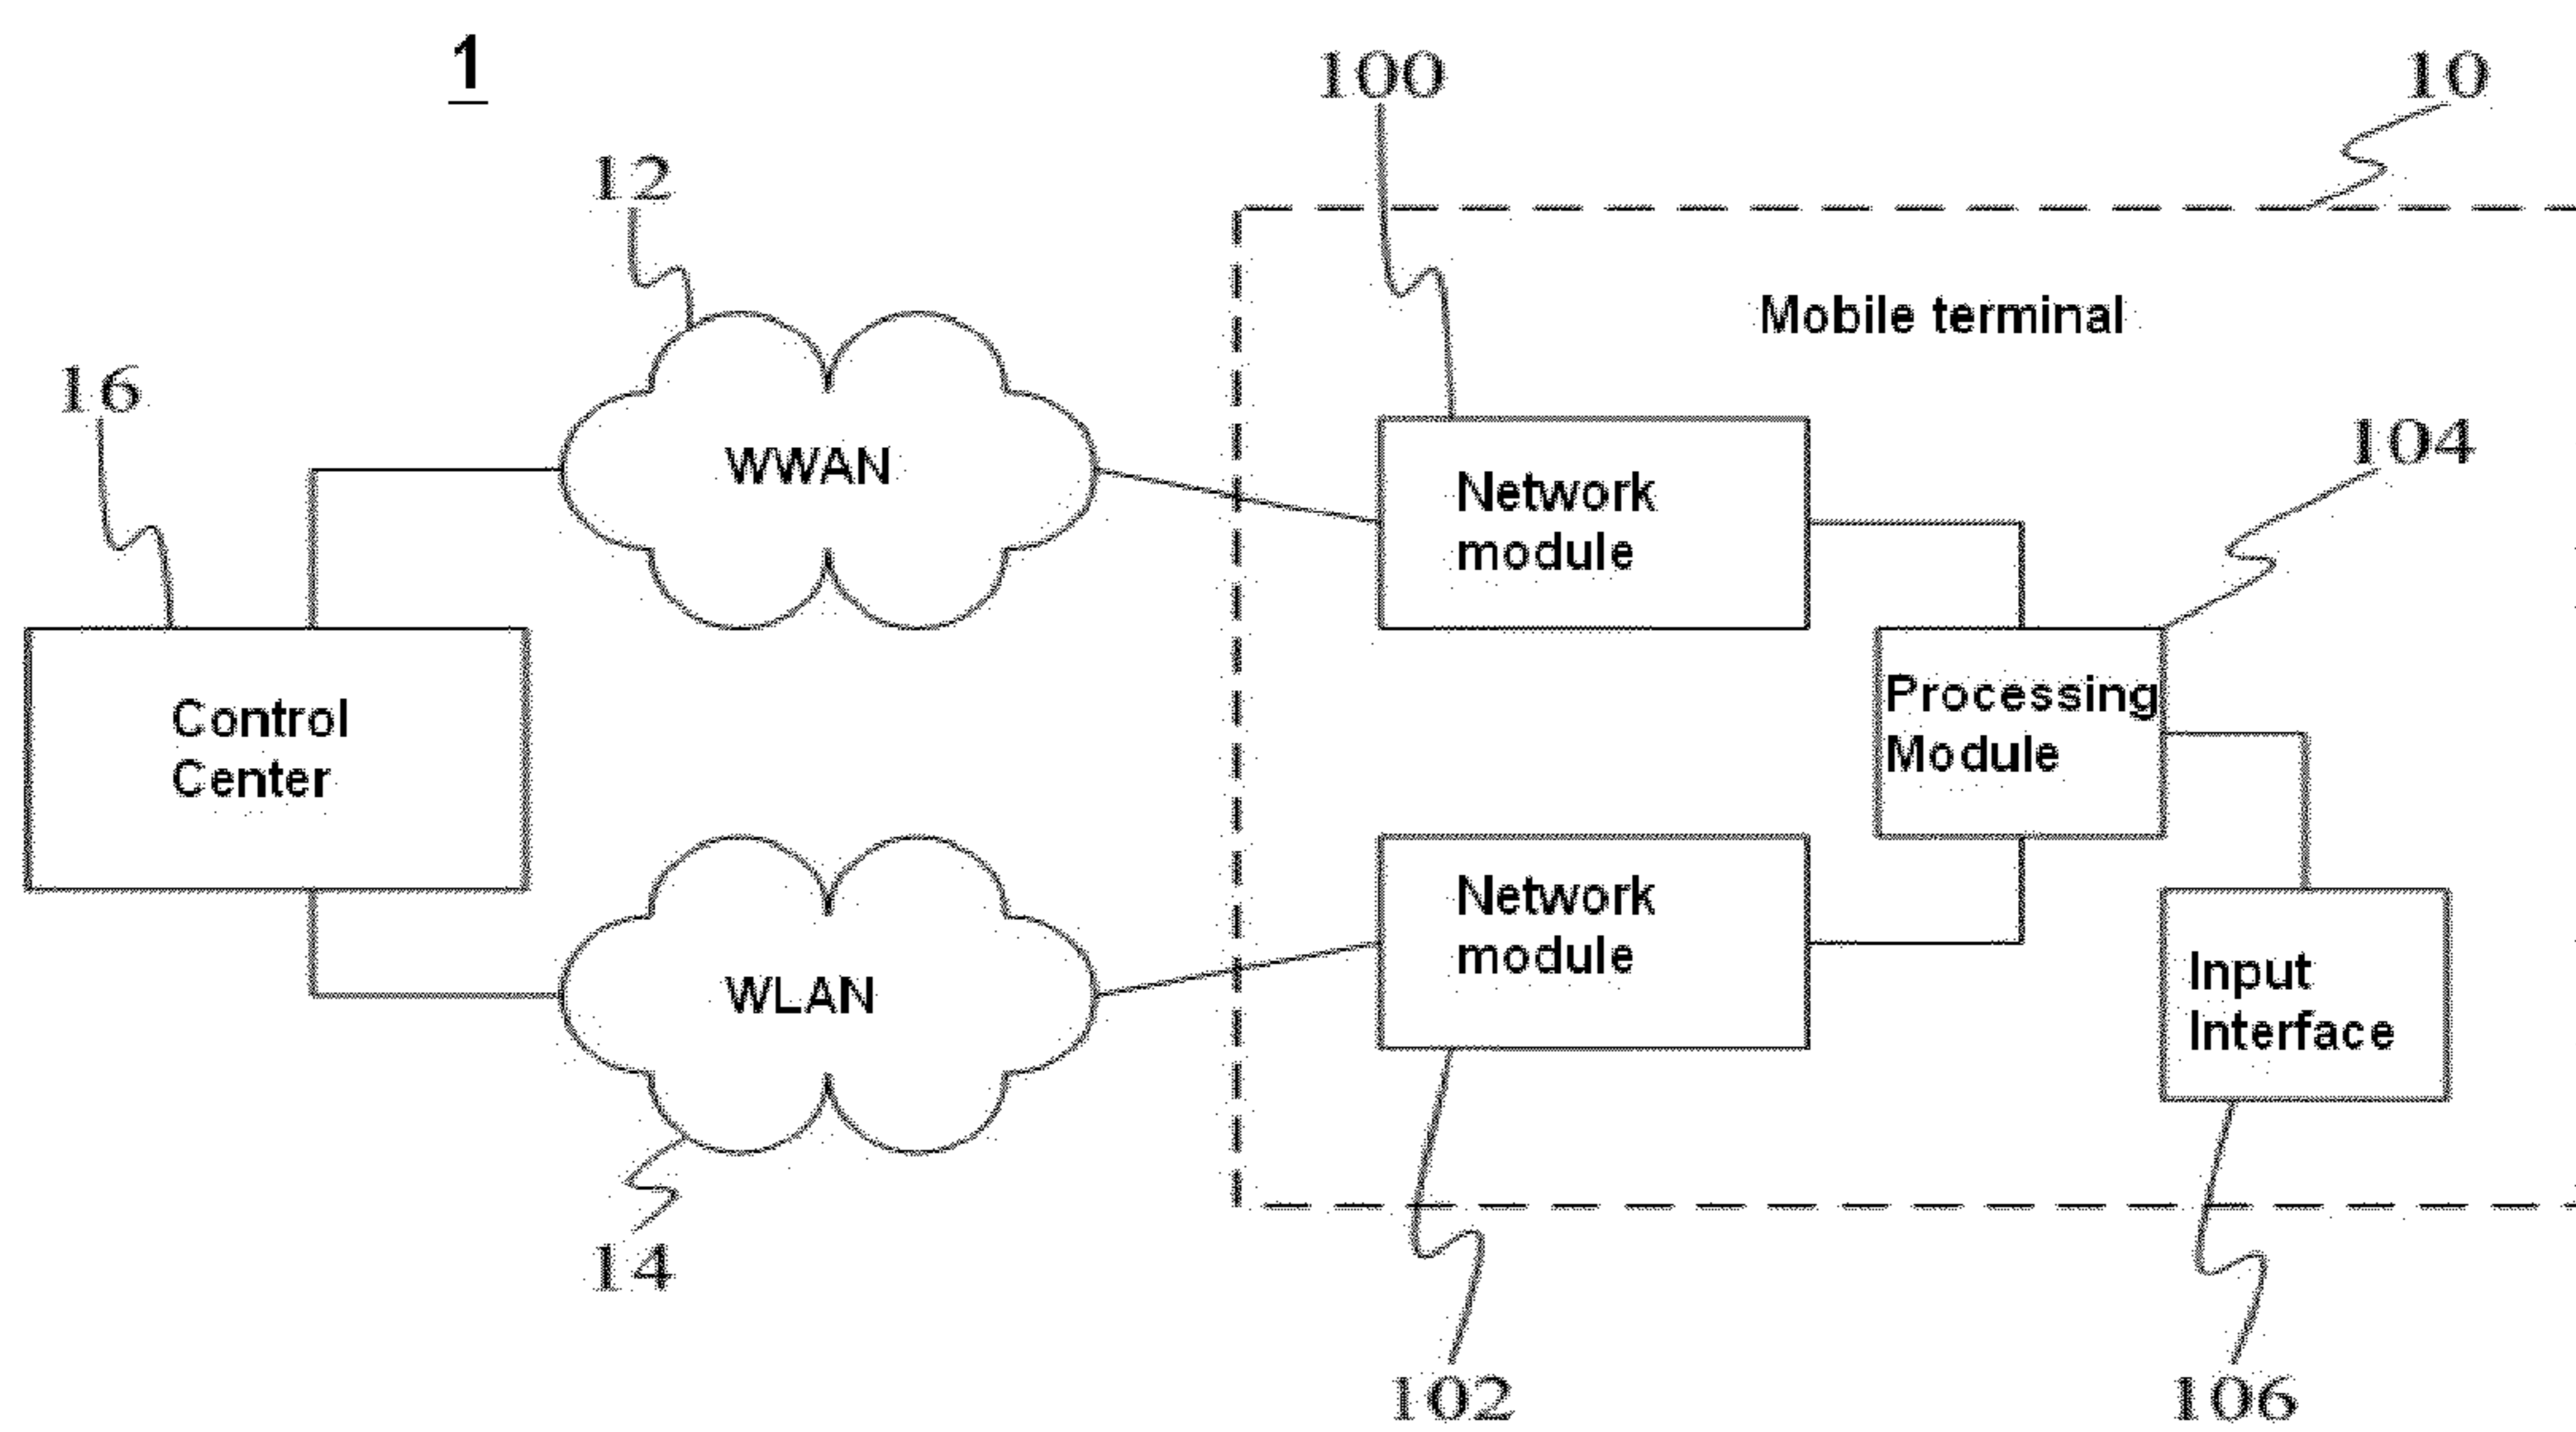 1
100
10
12
Mobile terminal
16
104
WWAN
Network
module
Control
Center
Processing
Module
Network
module
WLAN
Input
Interface
14
102
106